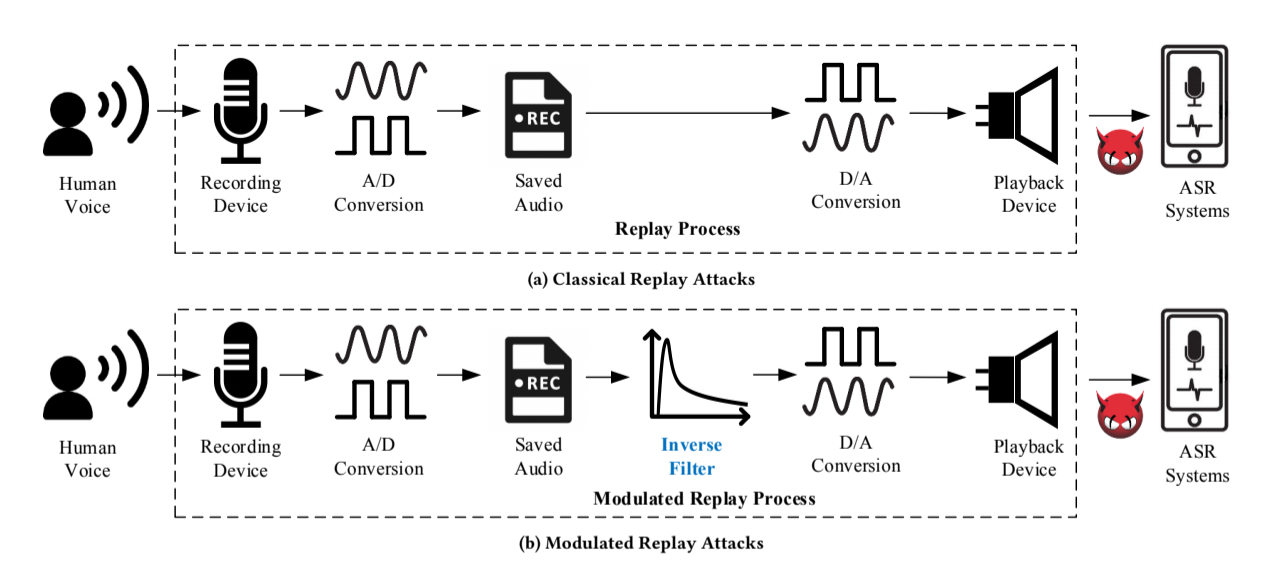 REC
Human
Voice
Recording
Device
A/D
Conversion
Saved
Audio
D/A
Conversion
Playback
Device
ASR
Systems
Replay Process
(a) Classical Replay Attacks
REC
Human
Voice
Recording
Device
A/D
Conversion
Saved
Audio
Inverse
Filter
D/A
Conversion
Playback
Device
ASR
Systems
Modulated Replay Process
(b) Modulated Replay Attacks